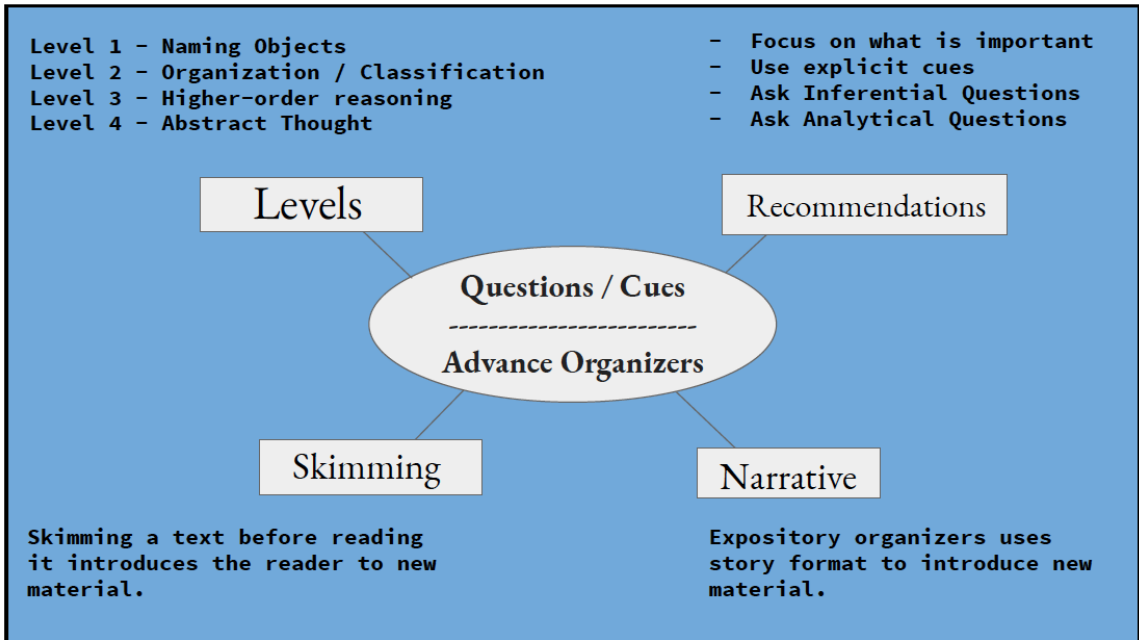 Level 1 - Naming Objects
Level 2 - Organization / Classification
Level 3 - Higher-order reasoning
Level 4 - Abstract Thought
- Focus on what is important
- Use explicit cues
- Ask Inferential Questions
- Ask Analytical Questions
Levels
Recommendations
Questions / Cues
-------------------------
Advance Organizers
Skimming
Narrative
Skimming a text before reading
it introduces the reader to new
material.
Expository organizers uses
story format to introduce new
material.